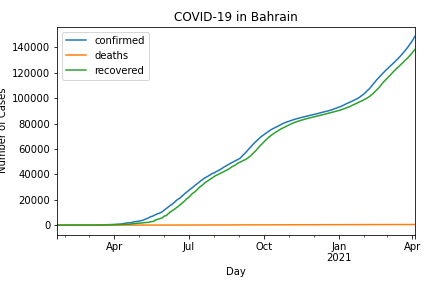 COVID-19 in Bahrain
confirmed
deaths
recovered
140000
120000
100000
80000
60000
40000
20000
0
Number of Cases
Apr
Jul
Oct
Jan
2021
Apr
Day